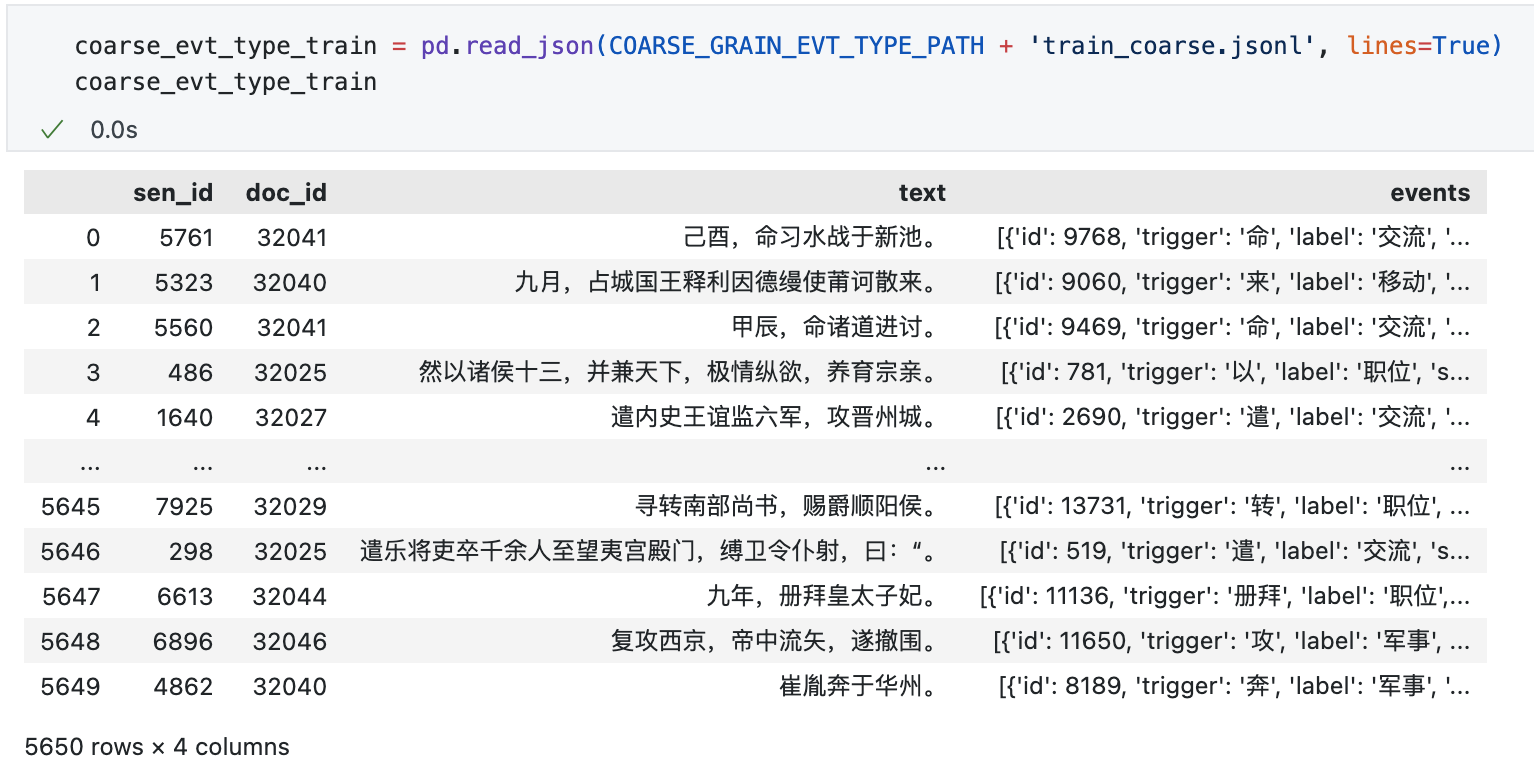 coarse_evt_type_train = pd.read_json(COARSE_GRAIN_EVT_TYPE_PATH + 'train_coarse.jsonl', lines=True)
coarse_evt_type_train
✓ 0.0s
sen_id doc_id text events
0 5761 32041 己酉，命习水战于新池。 [{'id': 9768, 'trigger': '命', 'label': '交流', '...
1 5323 32040 九月，占城国王释利因德缦使莆诃散来。 [{'id': 9060, 'trigger': '来', 'label': '移动', '...
2 5560 32041 甲辰，命诸道进讨。 [{'id': 9469, 'trigger': '命', 'label': '交流', '...
3 486 32025 然以诸侯十三，并兼天下，极情纵欲，养育宗亲。 [{'id': 781, 'trigger': '以', 'label': '职位', 's...
4 1640 32027 遣内史王谊监六军，攻晋州城。 [{'id': 2690, 'trigger': '遣', 'label': '交流', '...
... ... ... ... ...
5645 7925 32029 寻转南部尚书，赐爵顺阳侯。 [{'id': 13731, 'trigger': '转', 'label': '职位', ...
5646 298 32025 遣乐将吏卒千余人至望夷宫殿门，缚卫令仆射，曰：“。 [{'id': 519, 'trigger': '遣', 'label': '交流', 's...
5647 6613 32044 九年，册拜皇太子妃。 [{'id': 11136, 'trigger': '册拜', 'label': '职位',...
5648 6896 32046 复攻西京，帝中流矢，遂撤围。 [{'id': 11650, 'trigger': '攻', 'label': '军事', ...
5649 4862 32040 崔胤奔于华州。 [{'id': 8189, 'trigger': '奔', 'label': '军事', '...
5650 rows × 4 columns